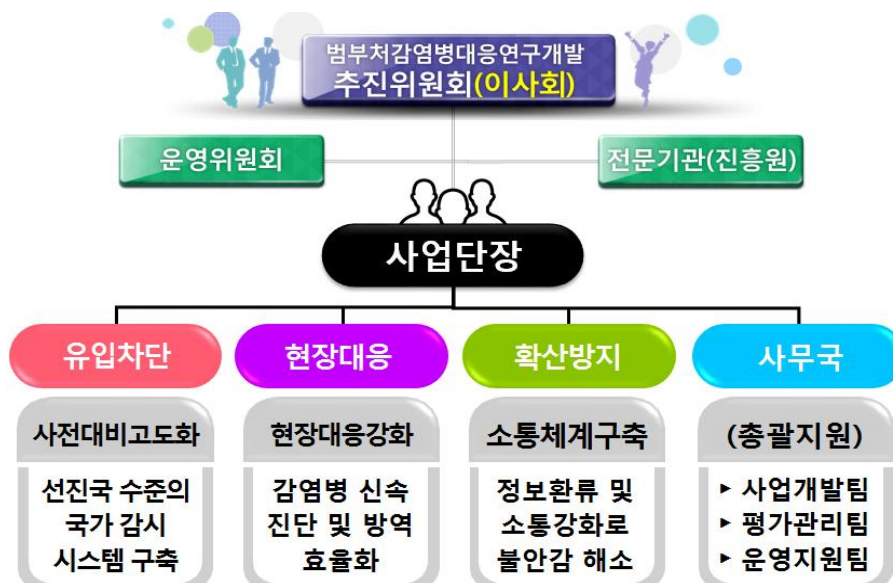 범부처감염병대응연구개발
추진위원회(이사회)
운영위원회
전문기관(진흥원)
사업단장
유입차단
현장대응
확산방지
사무국
사전대비고도화
선진국 수준의
국가 감시
시스템 구축
현장대응강화
감염병 신속
진단 및 방역
효율화
소통체계구축
정보환류 및
소통강화로
불안감 해소
(총괄지원)
▸ 사업개발팀
▸ 평가관리팀
▸ 운영지원팀